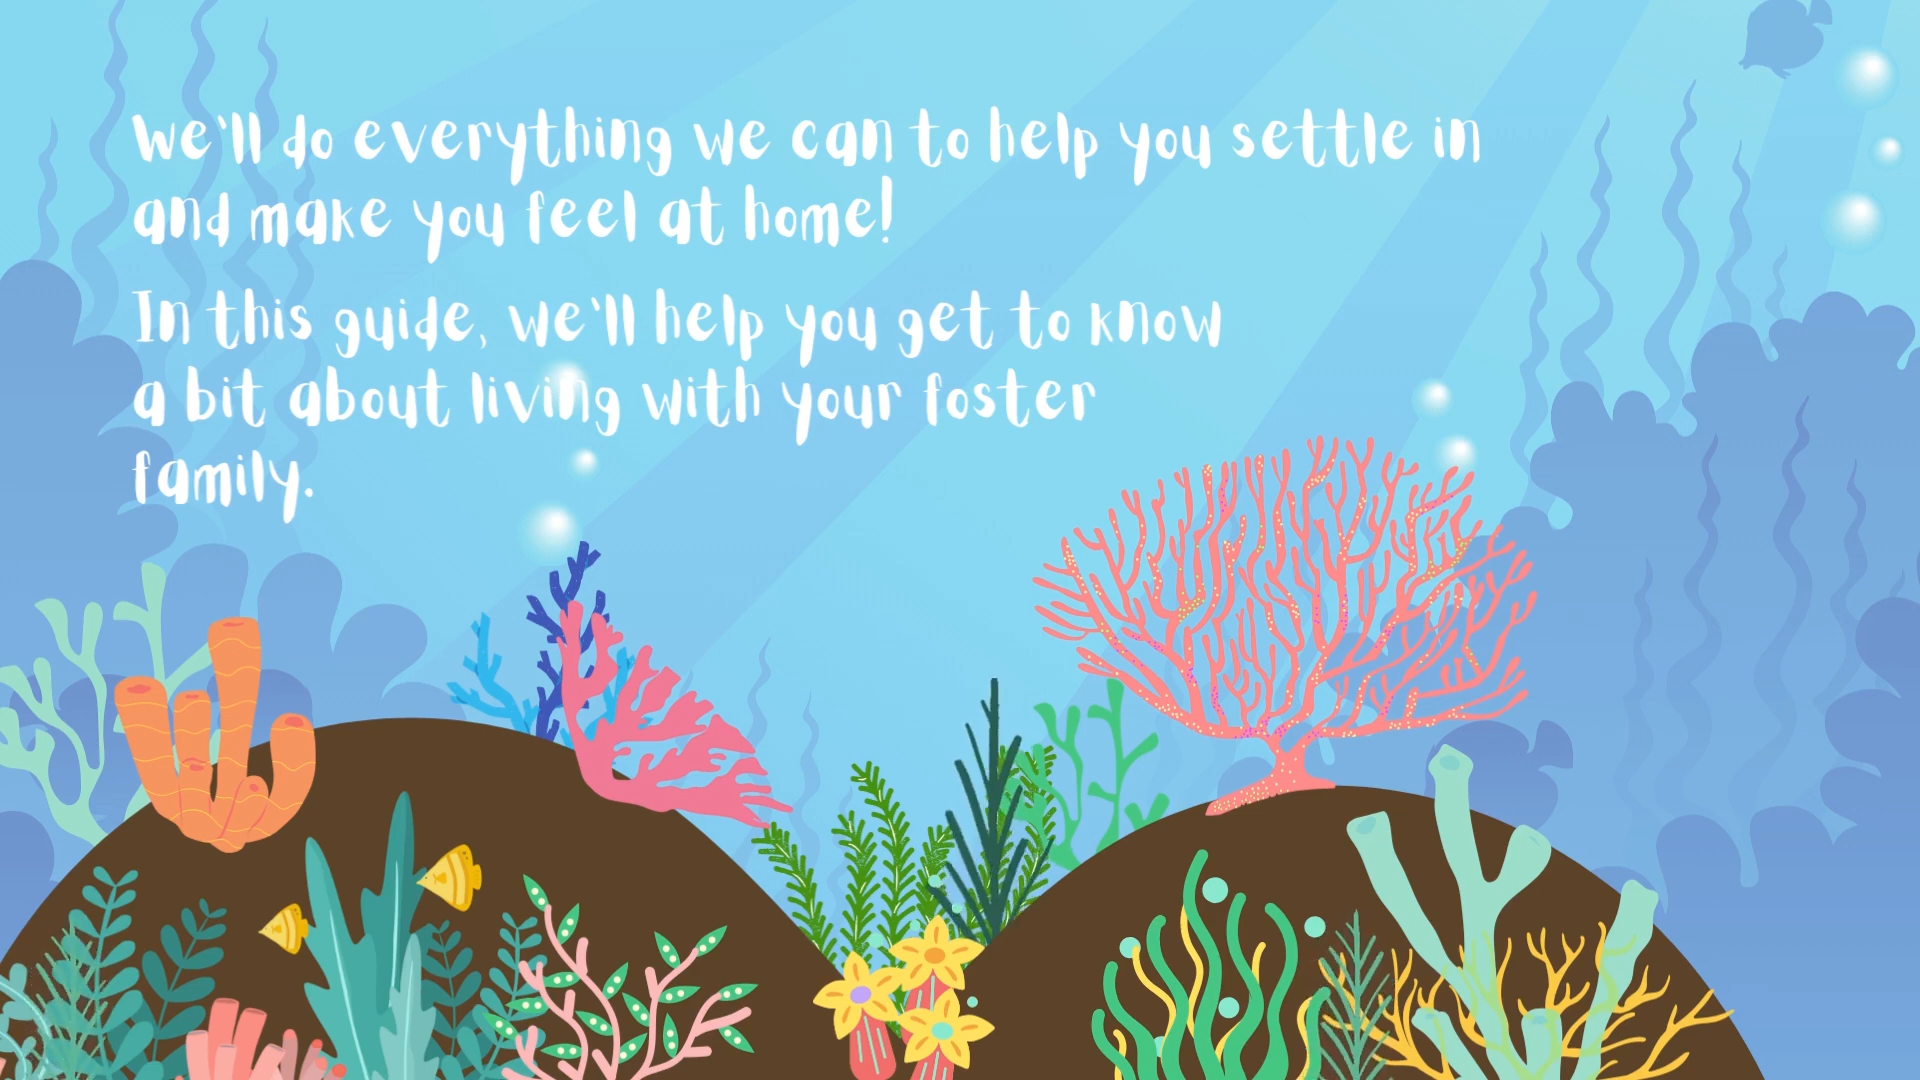 We'll do everything we can to help you settle in
and make you feel at home!
In this guide, we'll help you get to know
a bit about living with your foster
family.